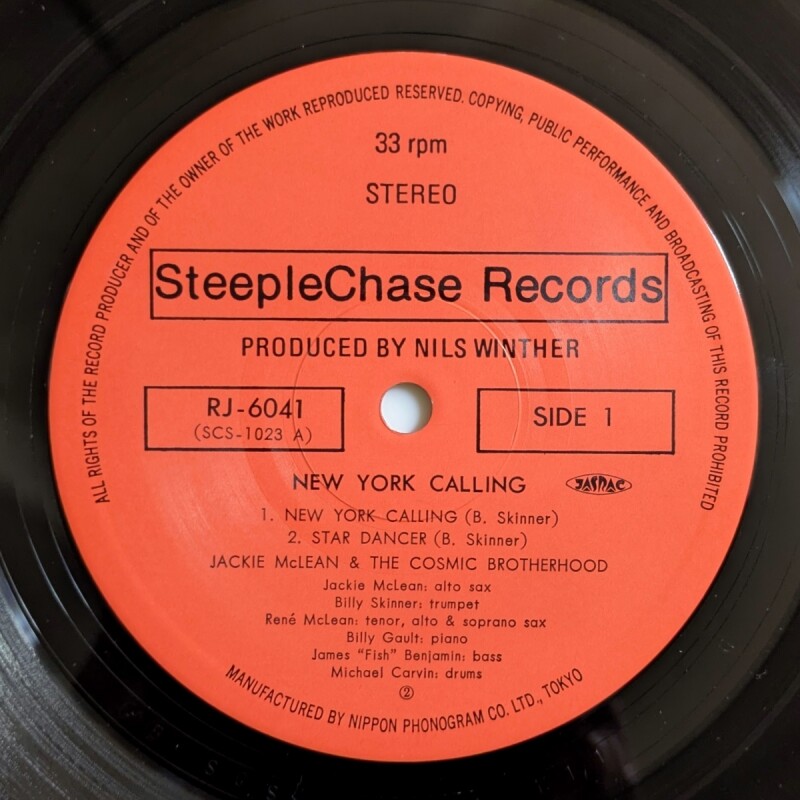 ALL RIGHTS OF THE RECORD PRODUCER AND OF THE OWNER OF THE WORK REPRODUCED RESERVED. COPYING, PUBLIC PERFORMANCE AND BROADCASTING OF THIS RECORD PROHIBITED
33 rpm
STEREO
SteepleChase Records
PRODUCED BY NILS WINTHER
RJ-6041
(SCS-1023 A)
SIDE 1
NEW YORK CALLING
JASRAC
1. NEW YORK CALLING (B. Skinner)
2. STAR DANCER (B. Skinner)
JACKIE McLEAN & THE COSMIC BROTHERHOOD
Jackie McLean: alto sax
Billy Skinner: trumpet
René McLean: tenor, alto & soprano sax
Billy Gault: piano
James "Fish" Benjamin: bass
Michael Carvin: drums
②
MANUFACTURED BY NIPPON PHONOGRAM CO. LTD., TOKYO